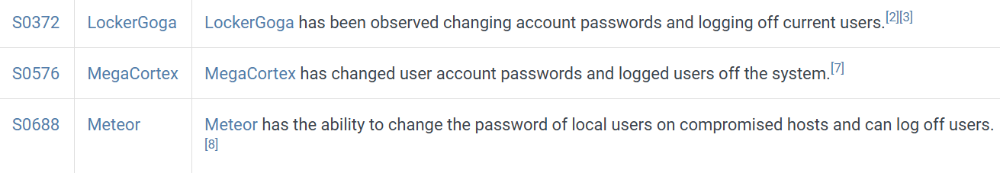 S0372 LockerGoga LockerGoga has been observed changing account passwords and logging off current users.[2][3]
S0576 MegaCortex MegaCortex has changed user account passwords and logged users off the system.[7]
S0688 Meteor Meteor has the ability to change the password of local users on compromised hosts and can log off users.
[8]